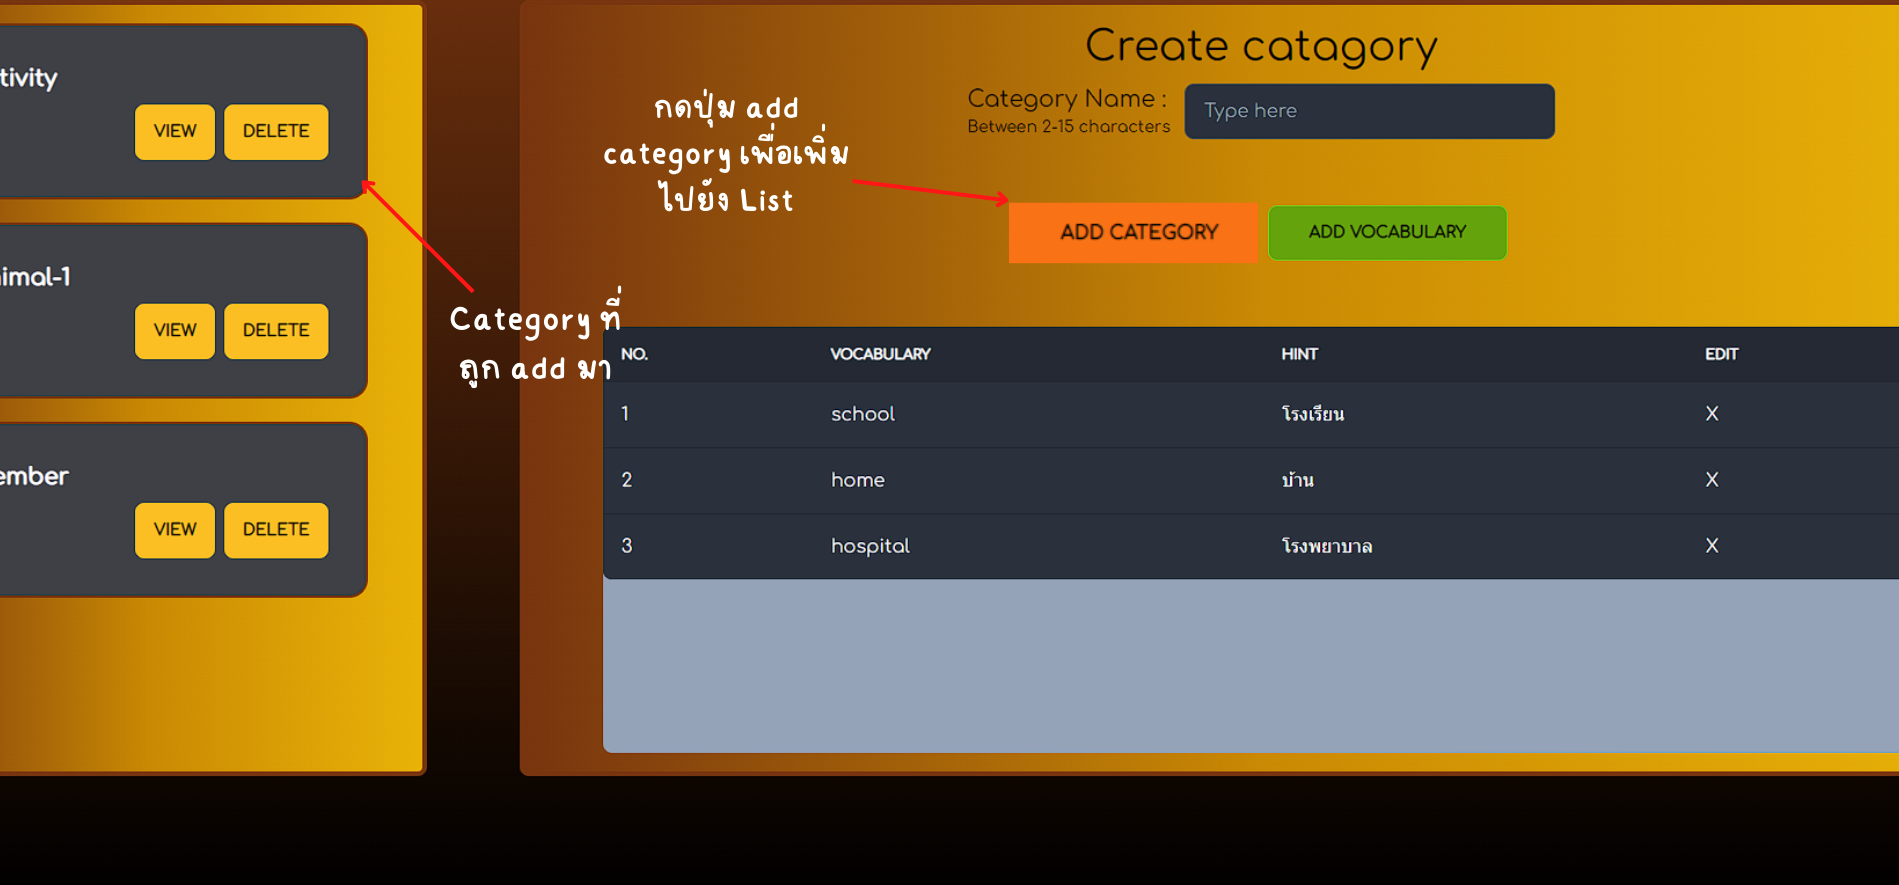 tivity
VIEW DELETE
imal-1
VIEW DELETE
ember
VIEW DELETE
Create catagory
Category Name :
Between 2-15 characters
Type here
กดปุ่ม add
category เพื่อเพิ่ม
ไปยัง List
ADD CATEGORY ADD VOCABULARY
Category ที่
ถูก add มา
NO. VOCABULARY HINT EDIT
1 school โรงเรียน X
2 home บ้าน X
3 hospital โรงพยาบาล X